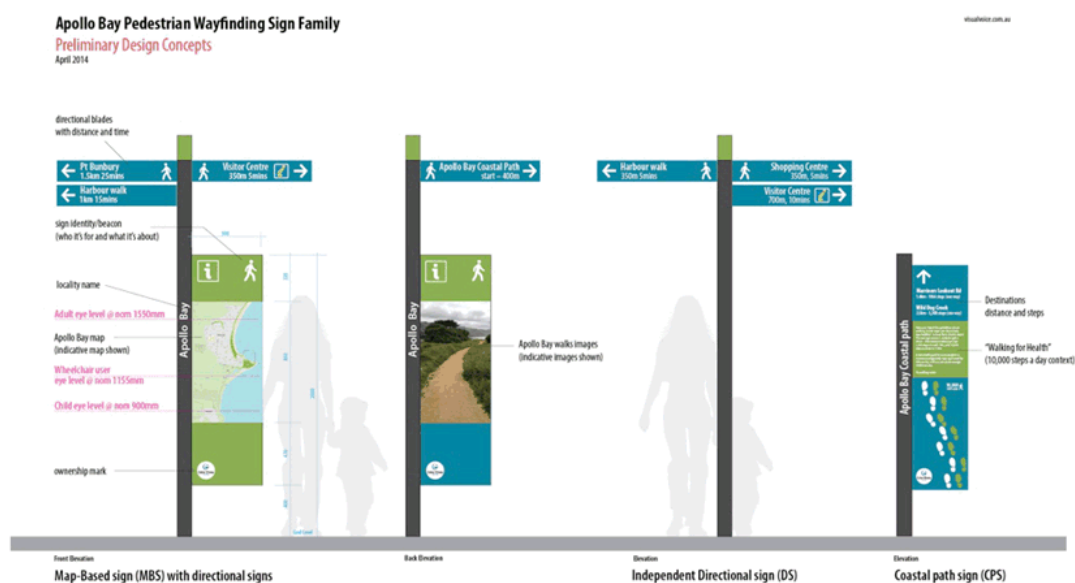 Apollo Bay Pedestrian Wayfinding Sign Family
Preliminary Design Concepts
April 2014
visualvoice.com.au
directional blades
with distance and time
Pt Bunbury
1.5km 25mins
Harbour walk
1km 15mins
Visitor Centre
350m 5mins
sign identity/beacon
(who it's for and what it's about)
locality name
Adult eye level @ nom 1550mm
Apollo Bay map
(indicative map shown)
Wheelchair user
eye level @ nom 1155mm
Child eye level @ nom 900mm
ownership mark
Apollo Bay
Apollo Bay Coastal Path
start – 400m
Apollo Bay
Apollo Bay walks images
(indicative images shown)
Harbour walk
350m 5mins
Shopping Centre
350m, 5mins
Visitor Centre
700m, 10mins
Apollo Bay Coastal path
Destinations
distance and steps
"Walking for Health"
(10,000 steps a day context)
Front Elevation
Map-Based sign (MBS) with directional signs
Back Elevation
Elevation
Independent Directional sign (DS)
Elevation
Coastal path sign (CPS)